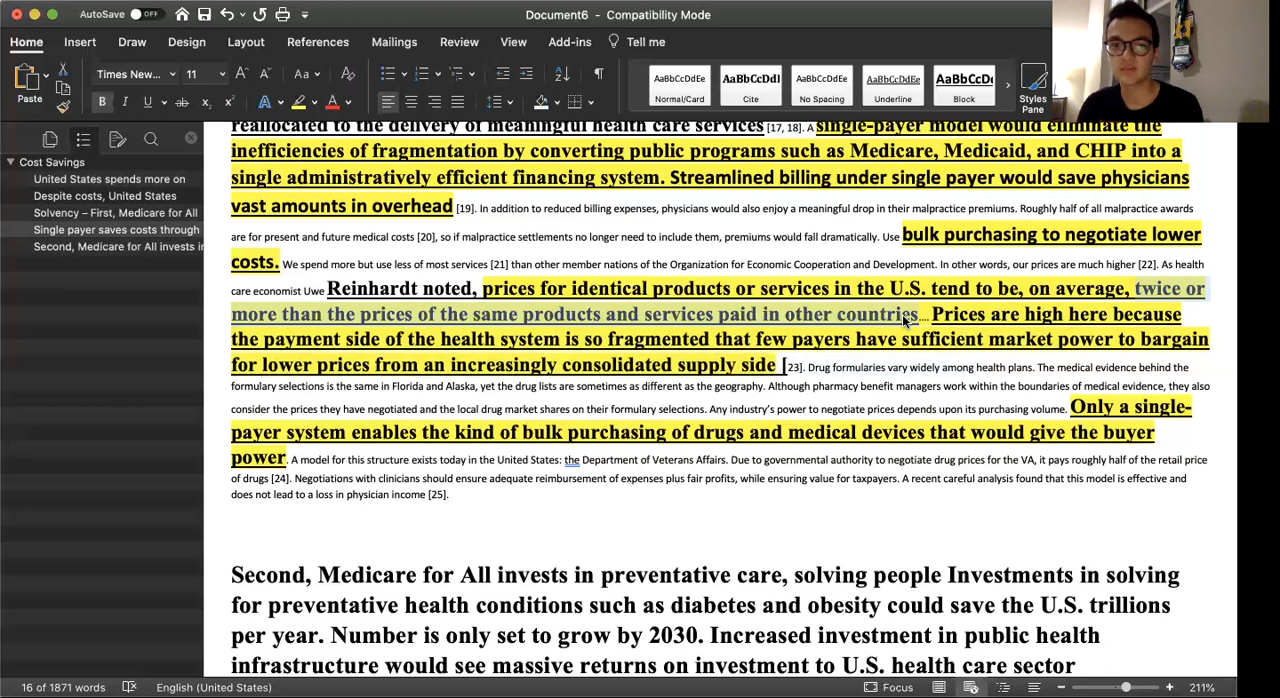 AutoSave OFF
Document6 - Compatibility Mode
Home Insert Draw Design Layout References Mailings Review View Add-ins Tell me
Times New... 11 Aa
AaBbCcDdEe AaBbCcDdI AaBbCcDdEe AaBbCcDdEe AaBbCcDc
Paste B I U ab x₂ x² A A Normal/Card Cite No Spacing Underline Block Styles Pane
Cost Savings
United States spends more on
Despite costs, United States
Solvency – First, Medicare for All
Single payer saves costs through
Second, Medicare for All invests in
reallocated to the delivery of meaningful health care services [17, 18]. A single-payer model would eliminate the
inefficiencies of fragmentation by converting public programs such as Medicare, Medicaid, and CHIP into a
single administratively efficient financing system. Streamlined billing under single payer would save physicians
vast amounts in overhead [19]. In addition to reduced billing expenses, physicians would also enjoy a meaningful drop in their malpractice premiums. Roughly half of all malpractice awards
are for present and future medical costs [20], so if malpractice settlements no longer need to include them, premiums would fall dramatically. Use bulk purchasing to negotiate lower
costs. We spend more but use less of most services [21] than other member nations of the Organization for Economic Cooperation and Development. In other words, our prices are much higher [22]. As health
care economist Uwe Reinhardt noted, prices for identical products or services in the U.S. tend to be, on average, twice or
more than the prices of the same products and services paid in other countries.... Prices are high here because
the payment side of the health system is so fragmented that few payers have sufficient market power to bargain
for lower prices from an increasingly consolidated supply side [23]. Drug formularies vary widely among health plans. The medical evidence behind the
formulary selections is the same in Florida and Alaska, yet the drug lists are sometimes as different as the geography. Although pharmacy benefit managers work within the boundaries of medical evidence, they also
consider the prices they have negotiated and the local drug market shares on their formulary selections. Any industry's power to negotiate prices depends upon its purchasing volume. Only a single-
payer system enables the kind of bulk purchasing of drugs and medical devices that would give the buyer
power. A model for this structure exists today in the United States: the Department of Veterans Affairs. Due to governmental authority to negotiate drug prices for the VA, it pays roughly half of the retail price
of drugs [24]. Negotiations with clinicians should ensure adequate reimbursement of expenses plus fair profits, while ensuring value for taxpayers. A recent careful analysis found that this model is effective and
does not lead to a loss in physician income [25].
Second, Medicare for All invests in preventative care, solving people Investments in solving
for preventative health conditions such as diabetes and obesity could save the U.S. trillions
per year. Number is only set to grow by 2030. Increased investment in public health
infrastructure would see massive returns on investment to U.S. health care sector
16 of 1871 words English (United States) Focus 211%